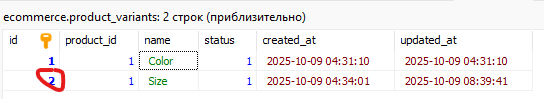 ecommerce.product_variants: 2 строк (приблизительно)
id product_id name status created_at updated_at
1 1 Color 1 2025-10-09 04:31:10 2025-10-09 04:31:10
2 1 Size 1 2025-10-09 04:34:01 2025-10-09 08:39:41